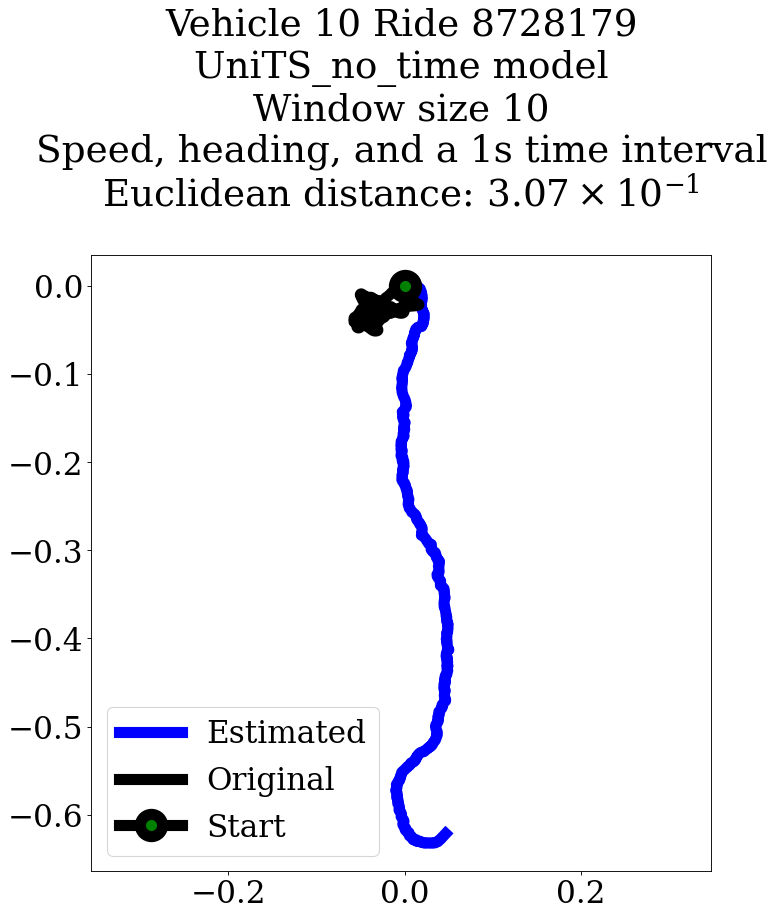 Vehicle 10 Ride 8728179
UniTS_no_time model
Window size 10
Speed, heading, and a 1s time interval
Euclidean distance: 3.07 × 10⁻¹
0.0
−0.1
−0.2
−0.3
−0.4
−0.5
−0.6
Estimated
Original
Start
−0.2 0.0 0.2